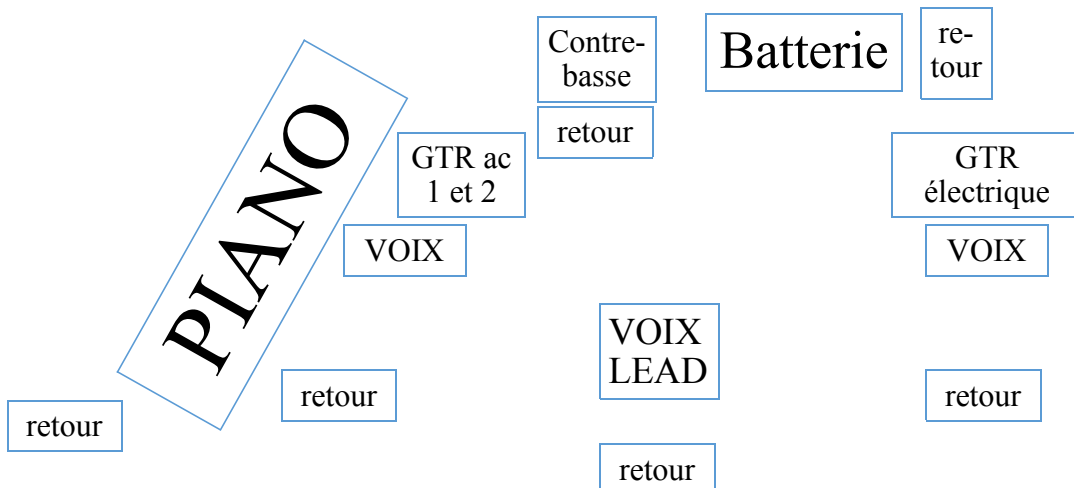 Contre-
basse
Batterie
re-
tour
retour
PIANO
GTR ac
1 et 2
GTR
électrique
VOIX
VOIX
VOIX
LEAD
retour
retour
retour
retour